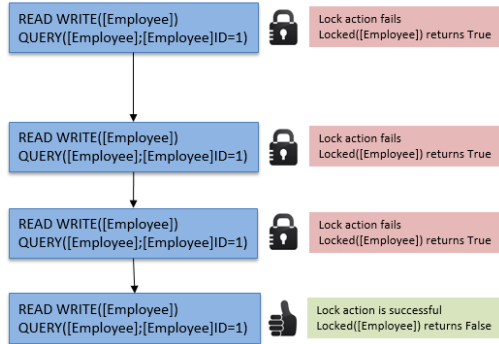 READ WRITE([Employee])
QUERY([Employee];[Employee]ID=1)
Lock action fails
Locked([Employee]) returns True
READ WRITE([Employee])
QUERY([Employee];[Employee]ID=1)
Lock action fails
Locked([Employee]) returns True
READ WRITE([Employee])
QUERY([Employee];[Employee]ID=1)
Lock action fails
Locked([Employee]) returns True
READ WRITE([Employee])
QUERY([Employee];[Employee]ID=1)
Lock action is successful
Locked([Employee]) returns False